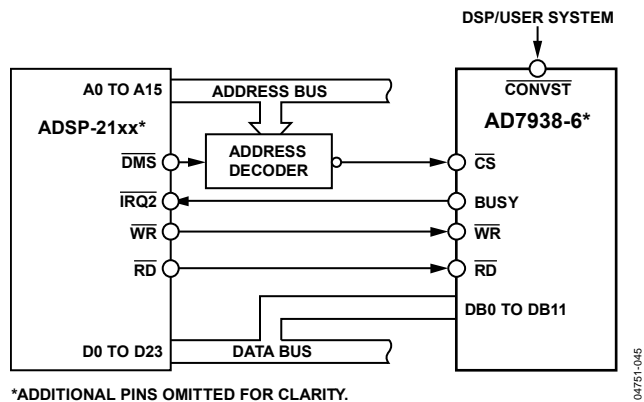 DSP/USER SYSTEM
A0 TO A15
ADDRESS BUS
CONVST
ADSP-21xx*
AD7938-6*
DMS
ADDRESS
DECODER
CS
IRQ2
BUSY
WR
WR
RD
RD
DB0 TO DB11
D0 TO D23
DATA BUS
*ADDITIONAL PINS OMITTED FOR CLARITY.
04751-045